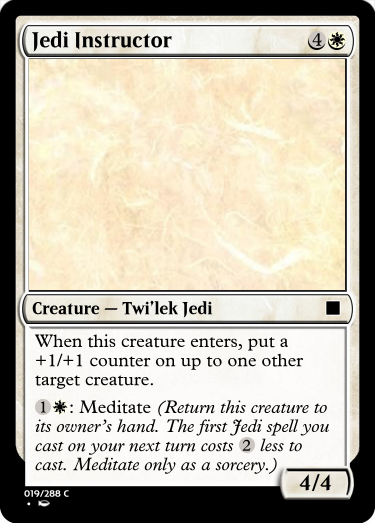 Jedi Instructor 4
Creature — Twi'lek Jedi
When this creature enters, put a
+1/+1 counter on up to one other
target creature.
1: Meditate (Return this creature to
its owner's hand. The first Jedi spell you
cast on your next turn costs 2 less to
cast. Meditate only as a sorcery.)
4/4
019/288 C